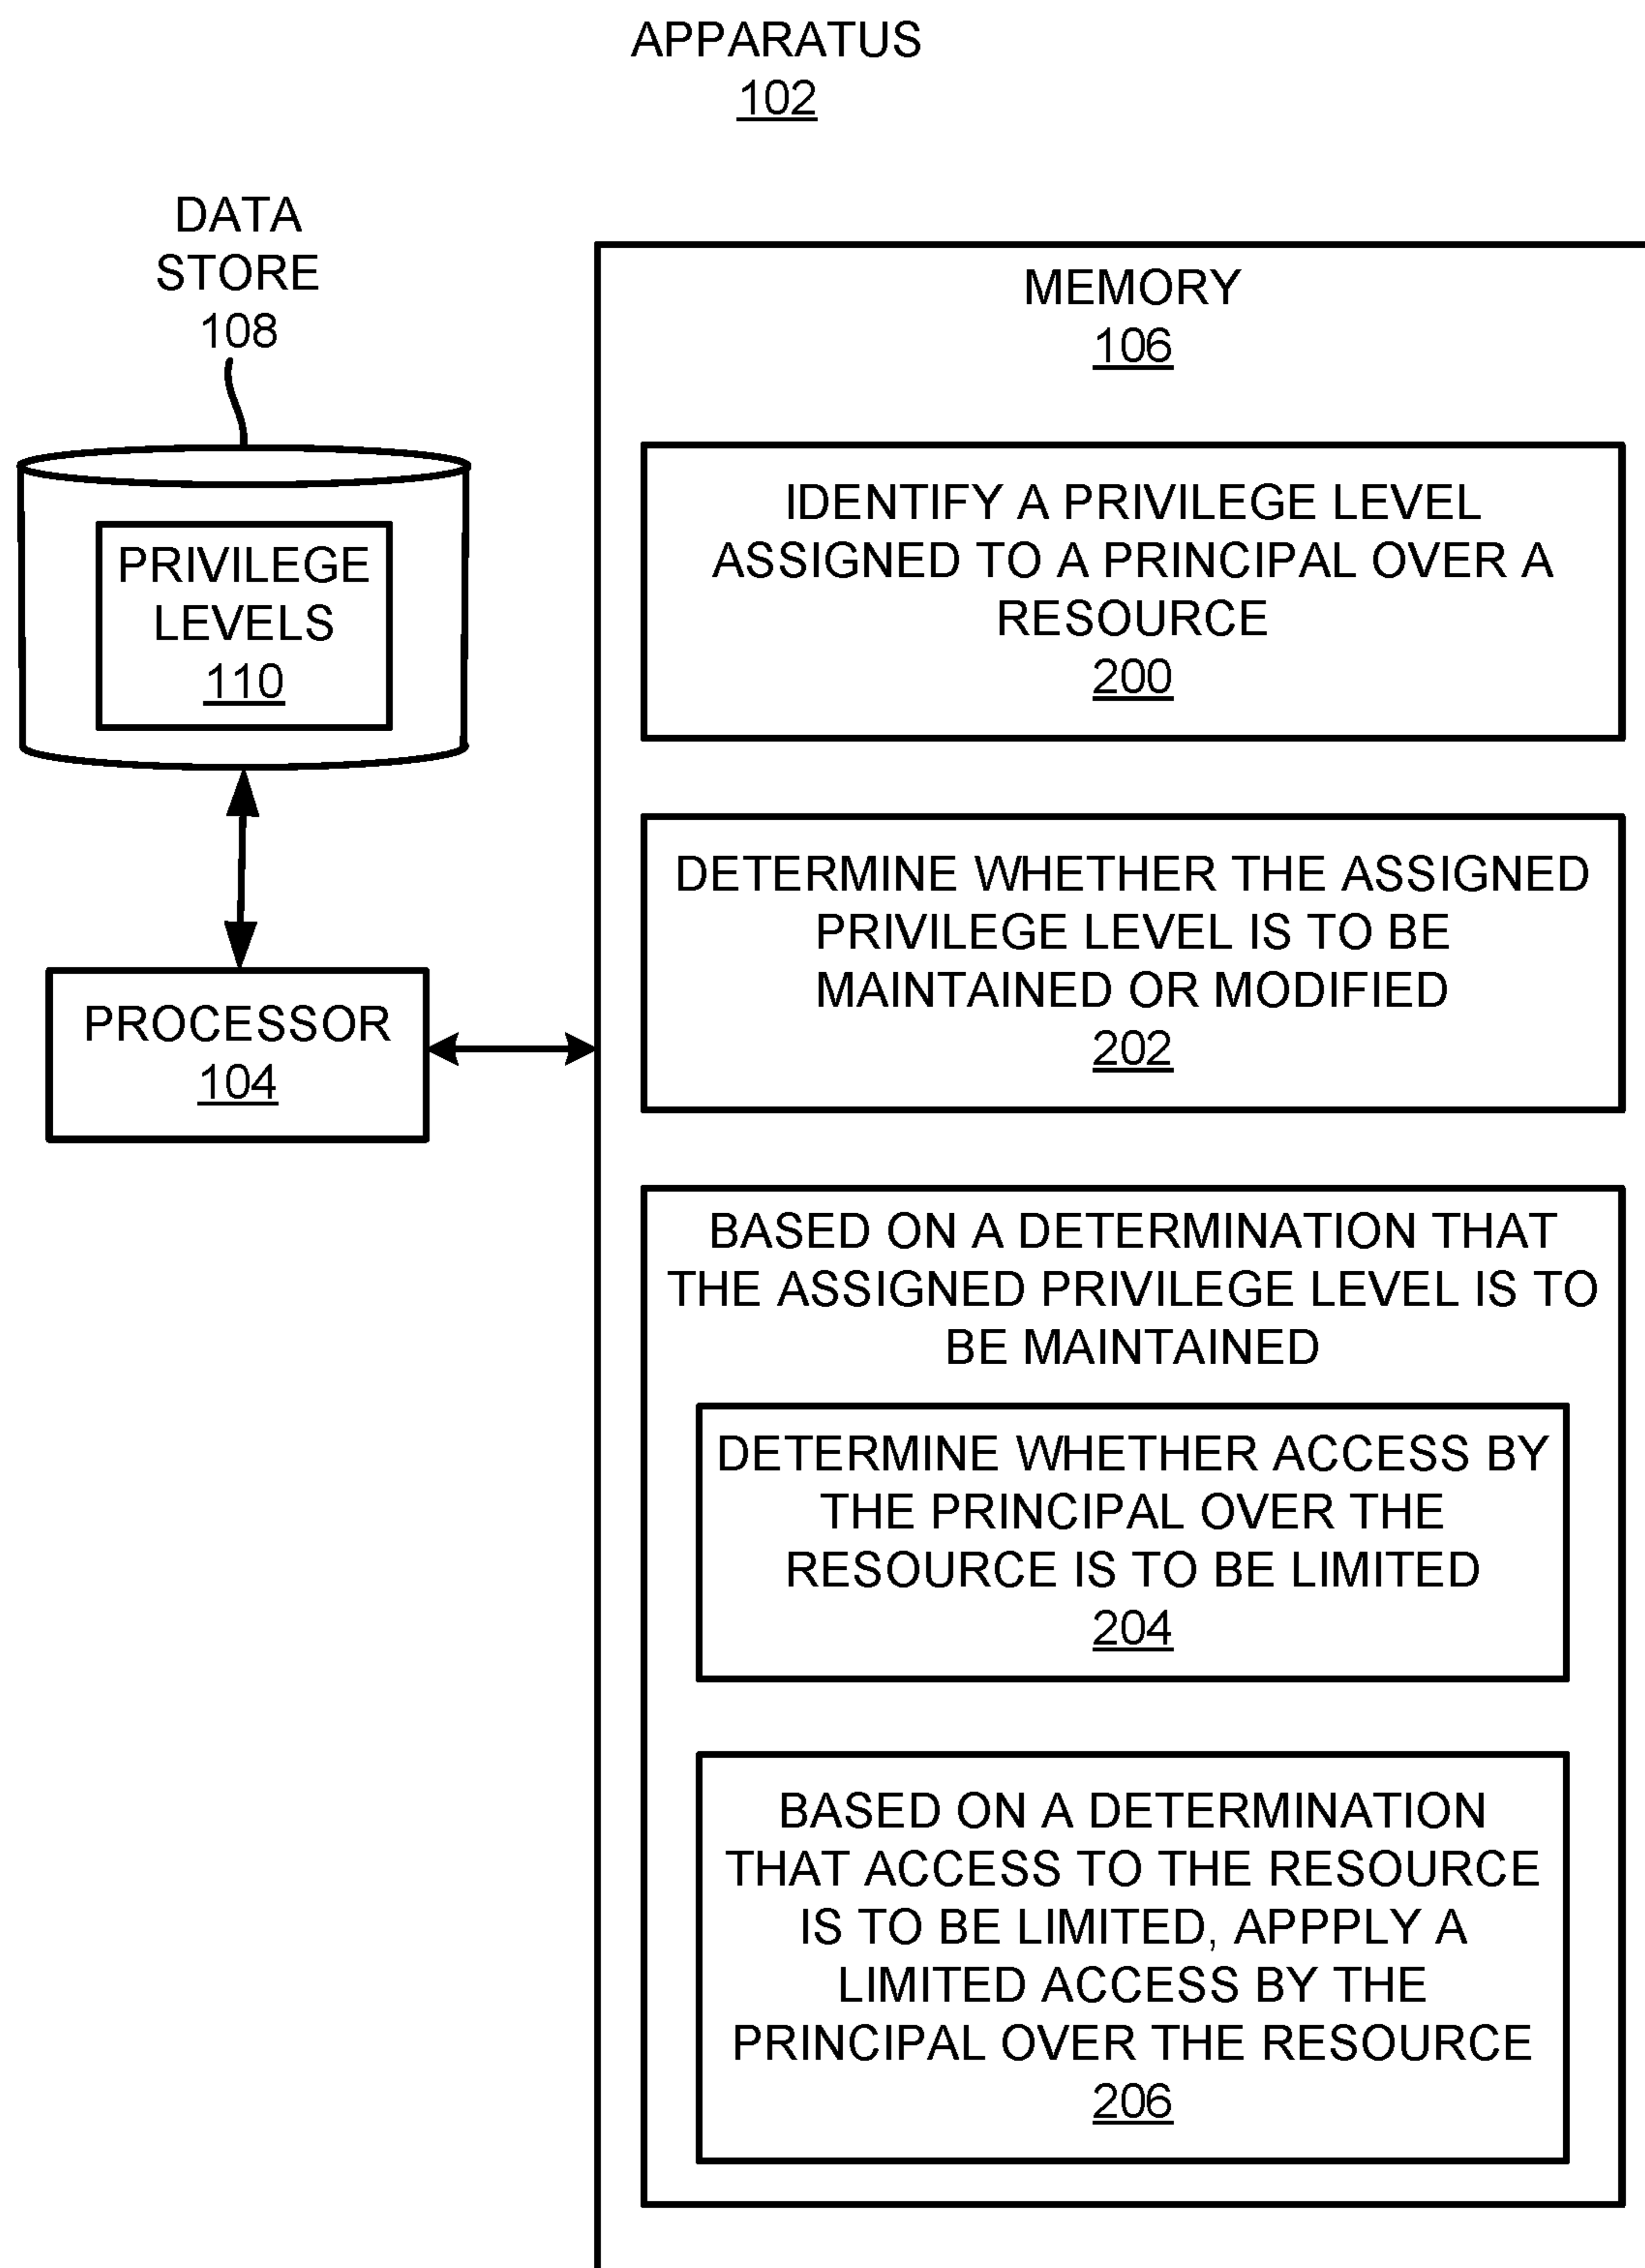 APPARATUS
102
DATA
STORE
108
PRIVILEGE
LEVELS
110
PROCESSOR
104
MEMORY
106
IDENTIFY A PRIVILEGE LEVEL
ASSIGNED TO A PRINCIPAL OVER A
RESOURCE
200
DETERMINE WHETHER THE ASSIGNED
PRIVILEGE LEVEL IS TO BE
MAINTAINED OR MODIFIED
202
BASED ON A DETERMINATION THAT
THE ASSIGNED PRIVILEGE LEVEL IS TO
BE MAINTAINED
DETERMINE WHETHER ACCESS BY
THE PRINCIPAL OVER THE
RESOURCE IS TO BE LIMITED
204
BASED ON A DETERMINATION
THAT ACCESS TO THE RESOURCE
IS TO BE LIMITED, APPPLY A
LIMITED ACCESS BY THE
PRINCIPAL OVER THE RESOURCE
206